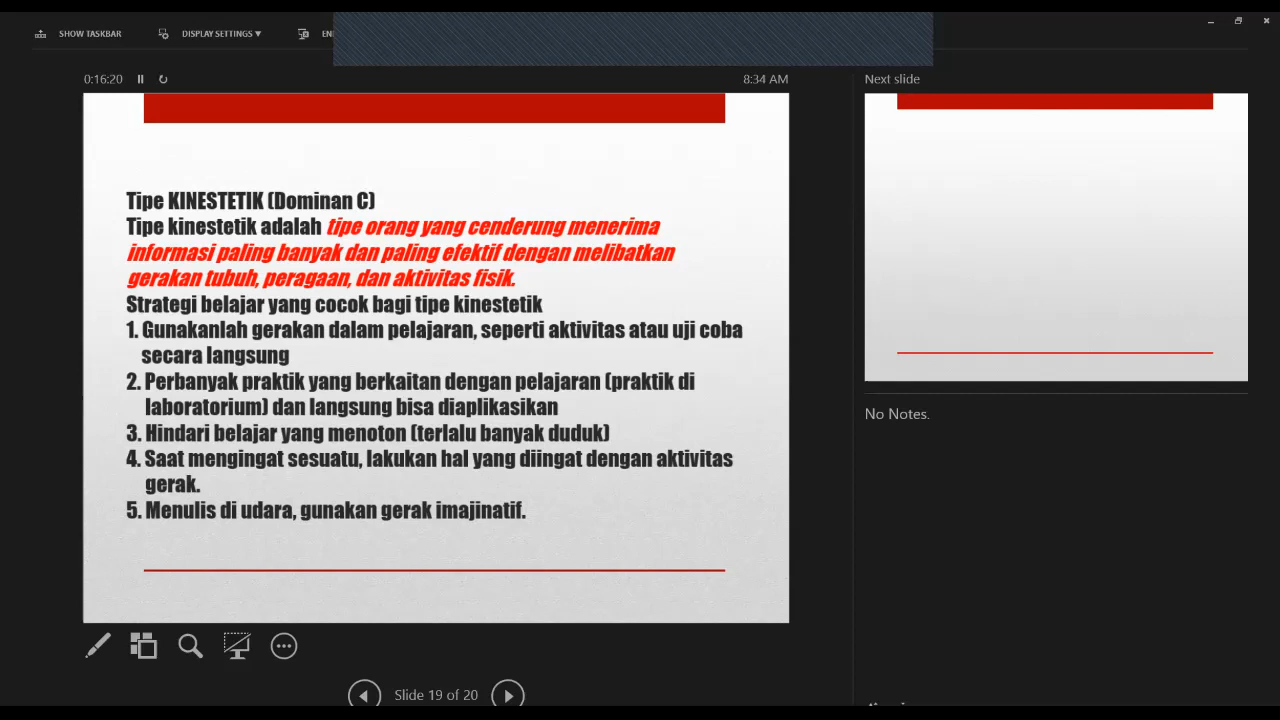 SHOW TASKBAR
DISPLAY SETTINGS
0:16:20
8:34 AM
Next slide
Tipe KINESTETIK (Dominan C)
Tipe kinestetik adalah tipe orang yang cenderung menerima
informasi paling banyak dan paling efektif dengan melibatkan
gerakan tubuh, peragaan, dan aktivitas fisik.
Strategi belajar yang cocok bagi tipe kinestetik
1. Gunakanlah gerakan dalam pelajaran, seperti aktivitas atau uji coba
secara langsung
2. Perbanyak praktik yang berkaitan dengan pelajaran (praktik di
laboratorium) dan langsung bisa diaplikasikan
3. Hindari belajar yang menoton (terlalu banyak duduk)
4. Saat mengingat sesuatu, lakukan hal yang diingat dengan aktivitas
gerak.
5. Menulis di udara, gunakan gerak imajinatif.
No Notes.
Slide 19 of 20